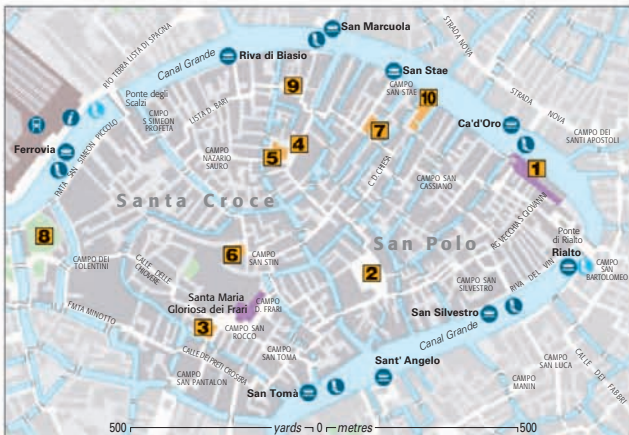 San Marcuola
STRADA NOVA
RIO TERRA LISTA DI SPAGNA
Canal Grande
Riva di Biasio
San Stae
CAMPO
SAN STAE
10
9
Ponte degli
Scalzi
CMPO
S SIMEON
PROFETA
LISTA D. BARI
STRADA NOVA
Ca'd'Oro
CAMPO DEI
SANTI APOSTOLI
7
4
5
1
Ferrovia
FMTA SAN SIMEON PICCOLO
CAMPO
NAZARIO
SAURO
CAMPO SAN
CASSIANO
Santa Croce
RG VECCHIA S GIOVANNI
8
Ponte
di Rialto
Rialto
CAMPO
SAN
BARTOLOMEO
San Polo
6
CAMPO
SAN STIN
CAMPO DEI
TOLENTINI
CALLE DELLE
CHIOVERE
2
CAMPO SAN
SILVESTRO
RIVA DEL VIN
Santa Maria
Gloriosa dei Frari
CAMPO
D. FRARI
San Silvestro
FMTA MINOTTO
3
CAMPO SAN
ROCCO
Canal Grande
CALLE DEI PRETI CROSERA
CAMPO
SAN TOMA
CAMPO
SAN PANTALON
Sant' Angelo
CAMPO
SAN LUCA
CAMPO
MANIN
CALLE DEI FABBRI
San Tomà
500 yards 0 metres 500